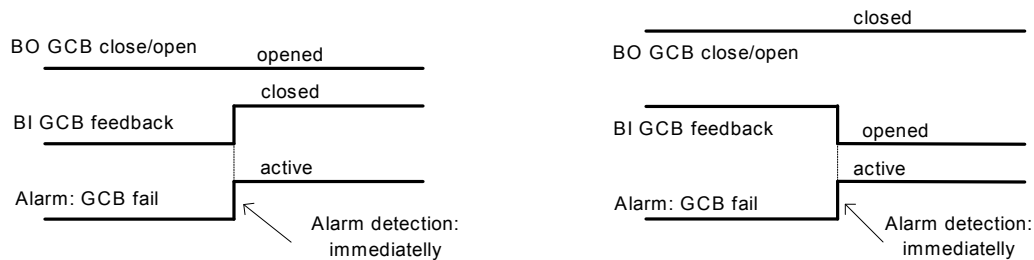 BO GCB close/open
opened
closed
BI GCB feedback
active
Alarm: GCB fail
Alarm detection:
immediatelly
closed
BO GCB close/open
BI GCB feedback
opened
active
Alarm: GCB fail
Alarm detection:
immediatelly